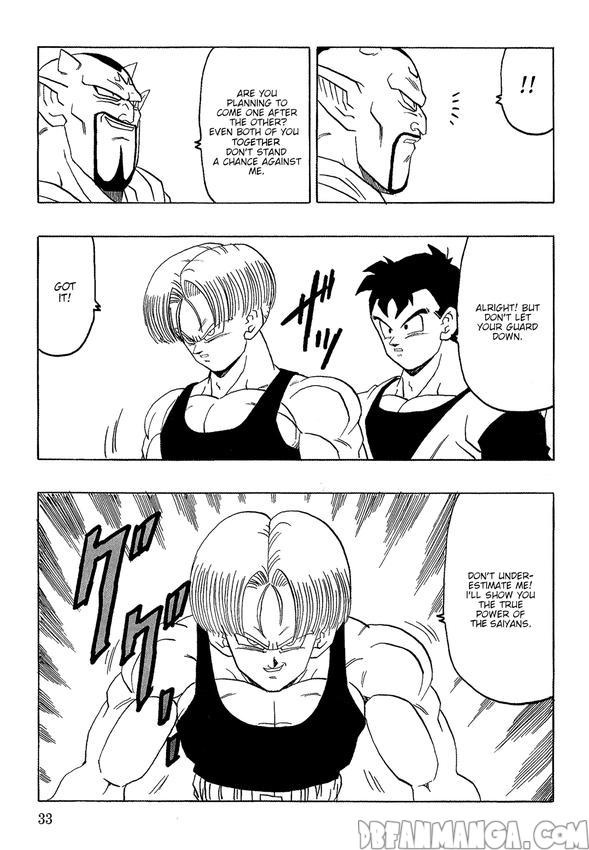 !!
ARE YOU
PLANNING TO
COME ONE AFTER
THE OTHER?
EVEN BOTH OF YOU
TOGETHER
DON'T STAND
A CHANCE AGAINST
ME.
ALRIGHT! BUT
DON'T LET
YOUR GUARD
DOWN.
ズッ
GOT
IT!
DON'T UNDER-
ESTIMATE ME!
I'LL SHOW YOU
THE TRUE
POWER OF
THE SAIYANS.
ググ
グッ
33
DBFANMANGA.COM